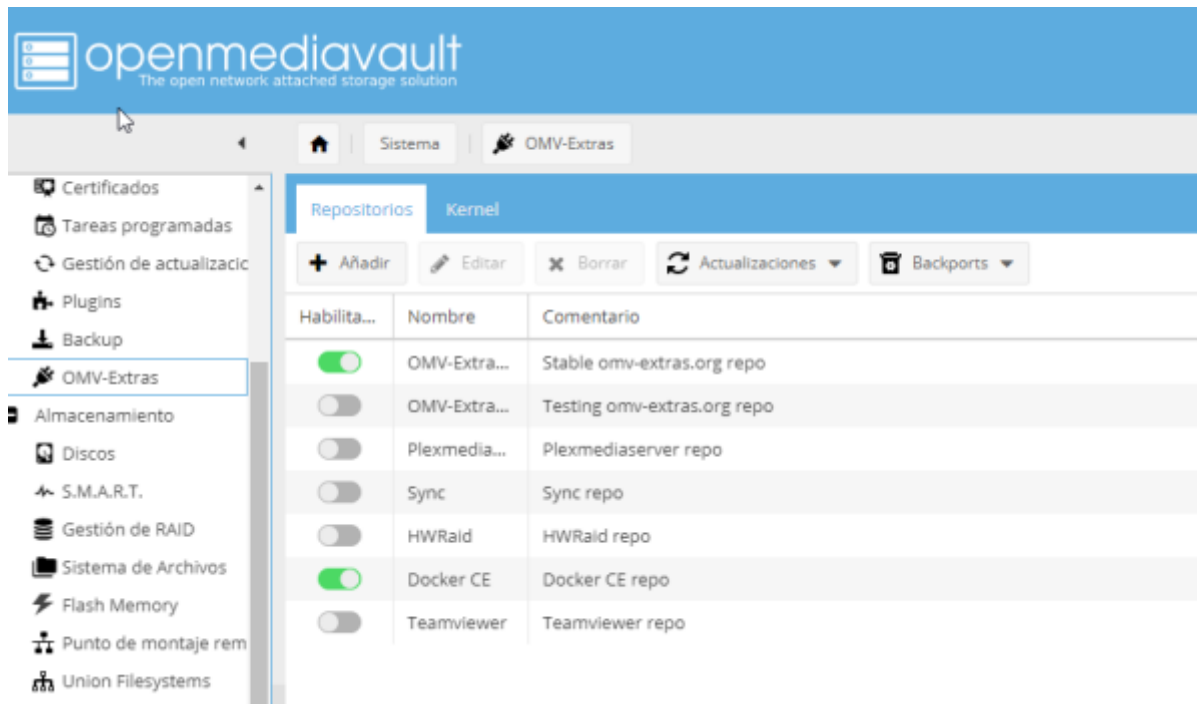 openmediavault
The open network attached storage solution
Sistema
OMV-Extras
Certificados
Tareas programadas
Gestión de actualizacic
Plugins
Backup
OMV-Extras
Almacenamiento
Discos
S.M.A.R.T.
Gestión de RAID
Sistema de Archivos
Flash Memory
Punto de montaje rem
Union Filesystems
Repositorios Kernel
Añadir Editar Borrar Actualizaciones Backports
Habilita... Nombre Comentario
OMV-Extra... Stable omv-extras.org repo
OMV-Extra... Testing omv-extras.org repo
Plexmedia... Plexmediaserver repo
Sync Sync repo
HWRaid HWRaid repo
Docker CE Docker CE repo
Teamviewer Teamviewer repo